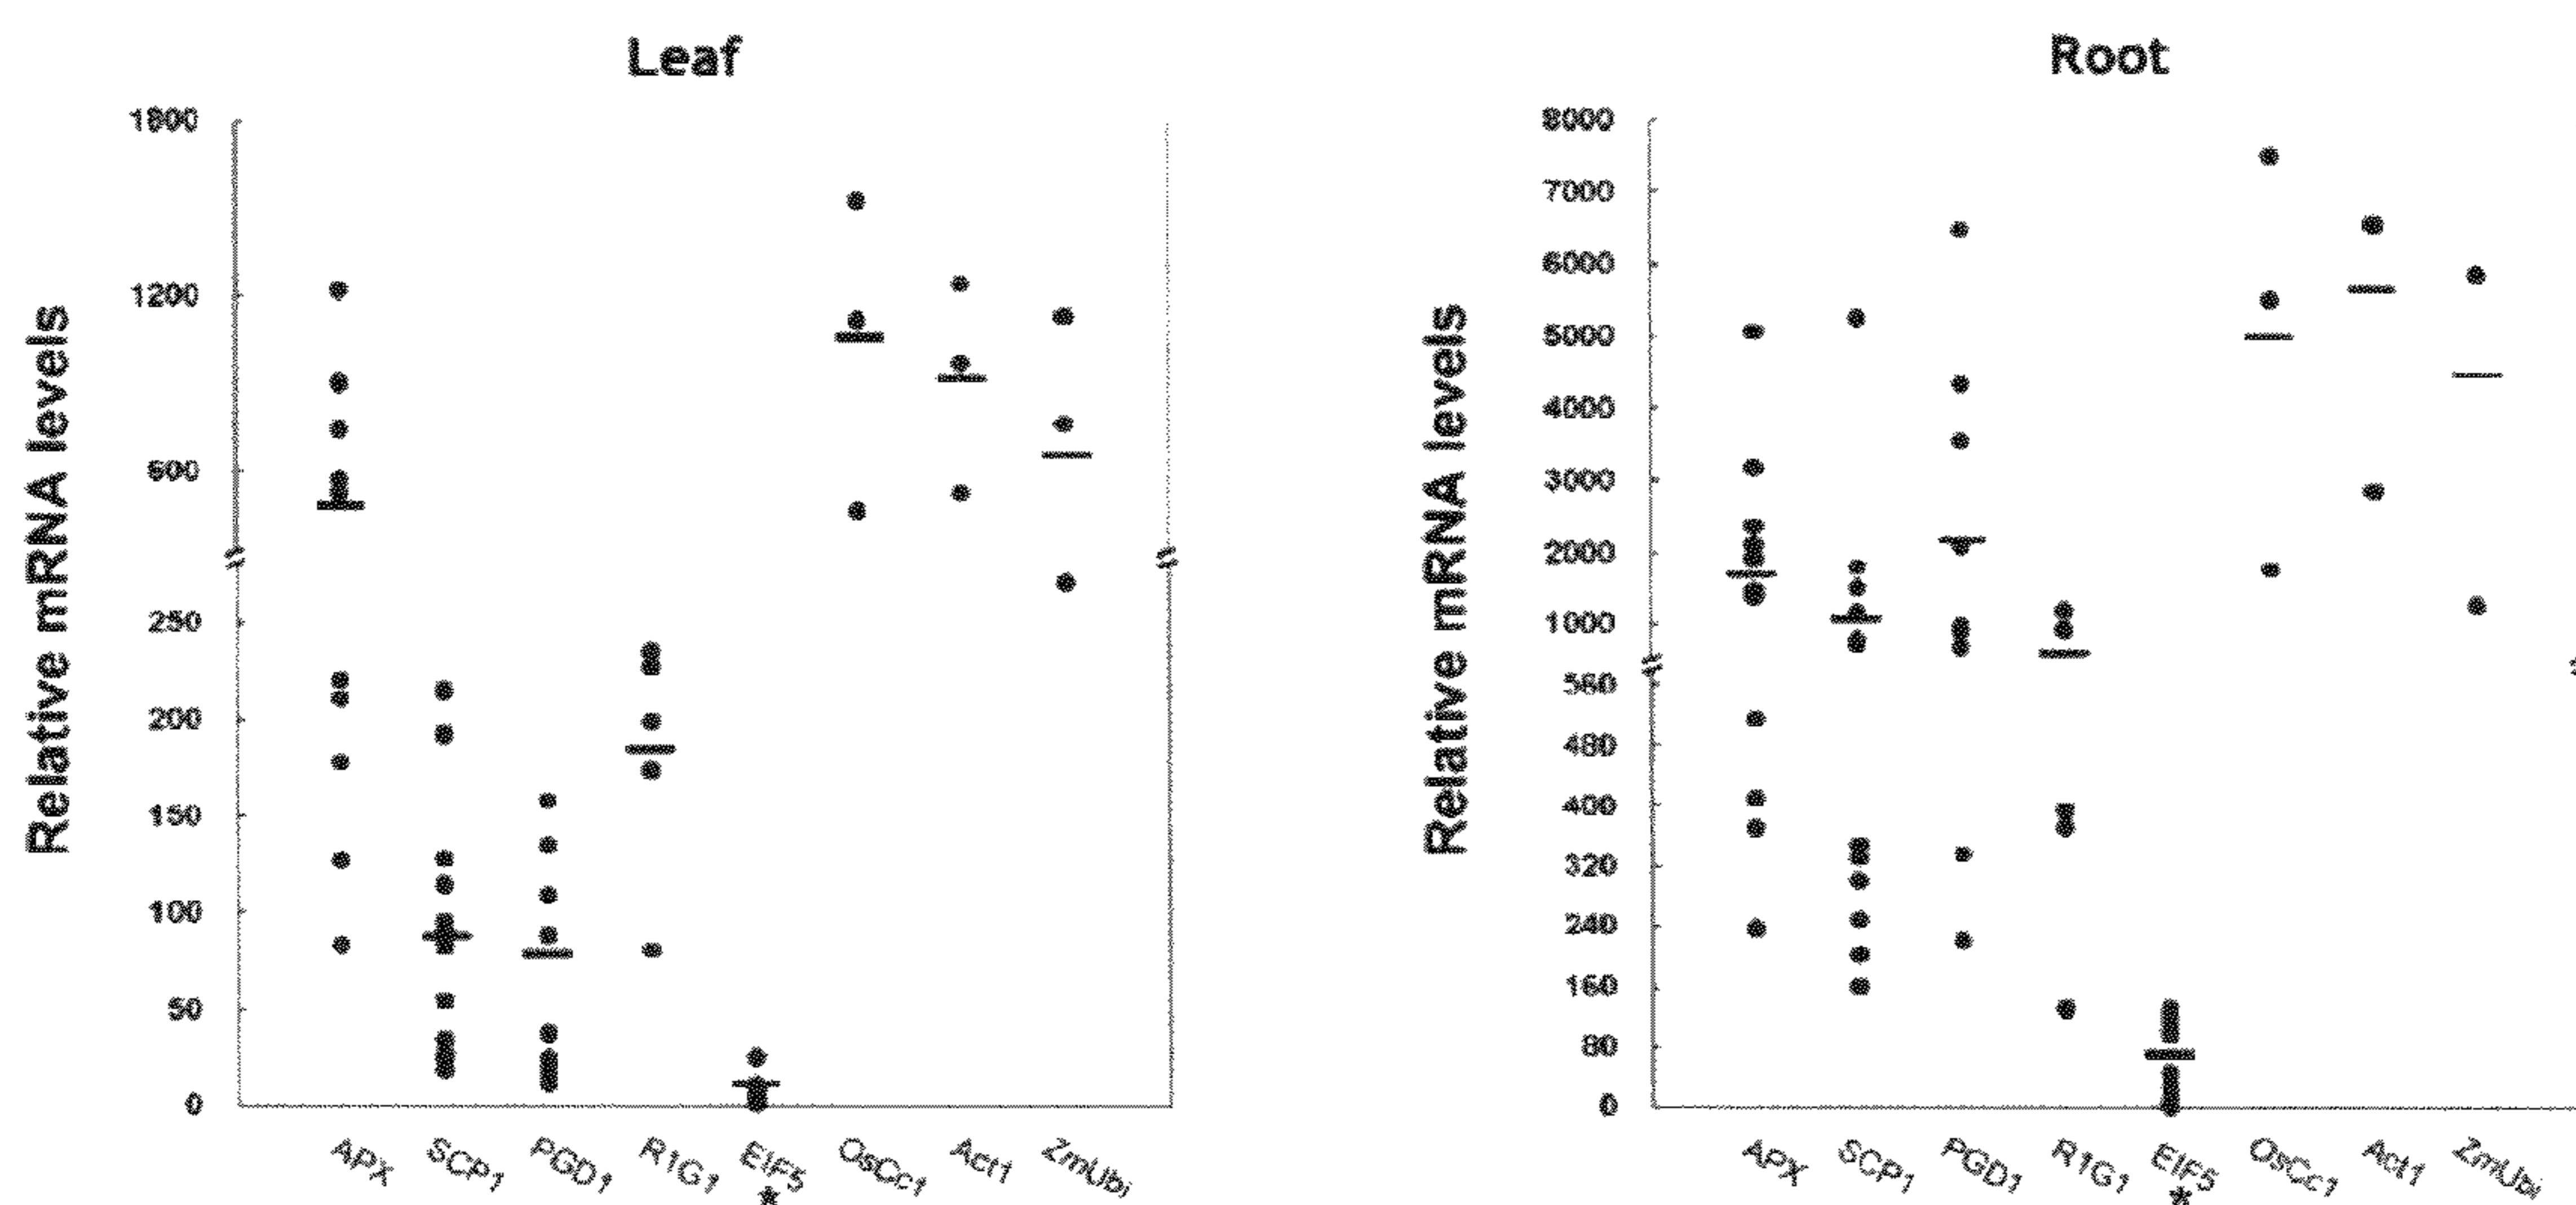 Leaf
Relative mRNA levels
1800
1200
600
250
200
150
100
50
0
APX
SCP1
PGD1
R1G1
EIF5
*
OsCc1
Act1
ZmUbi
Root
Relative mRNA levels
8000
7000
6000
5000
4000
3000
2000
1000
560
480
400
320
240
160
80
0
APX
SCP1
PGD1
R1G1
EIF5
*
OsCc1
Act1
ZmUbi